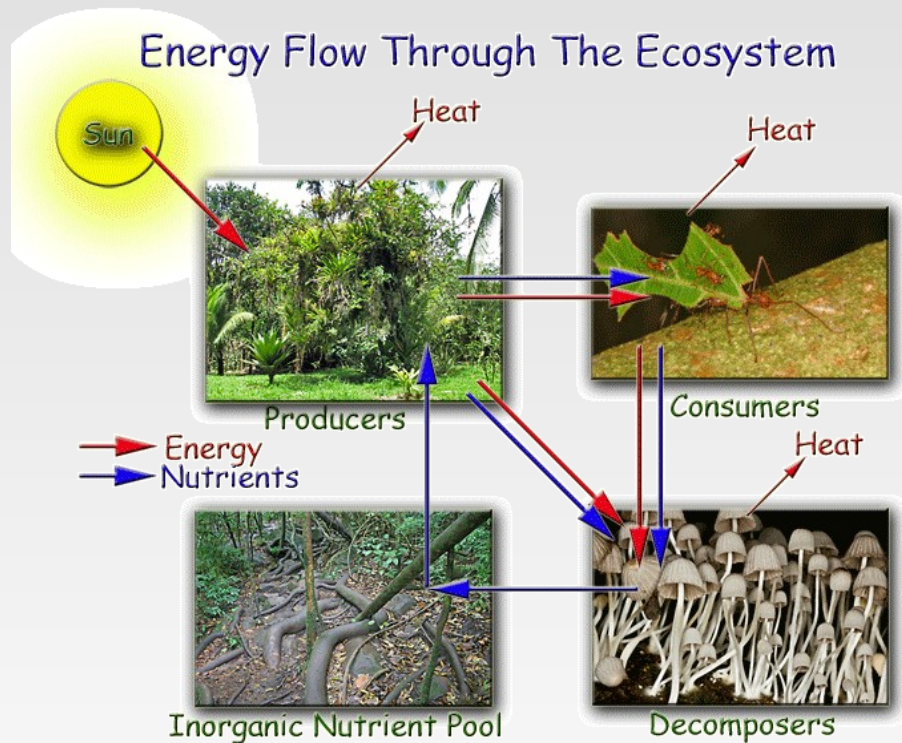 Energy Flow Through The Ecosystem
Sun
Heat
Heat
Producers
Consumers
Energy
Nutrients
Heat
Inorganic Nutrient Pool
Decomposers